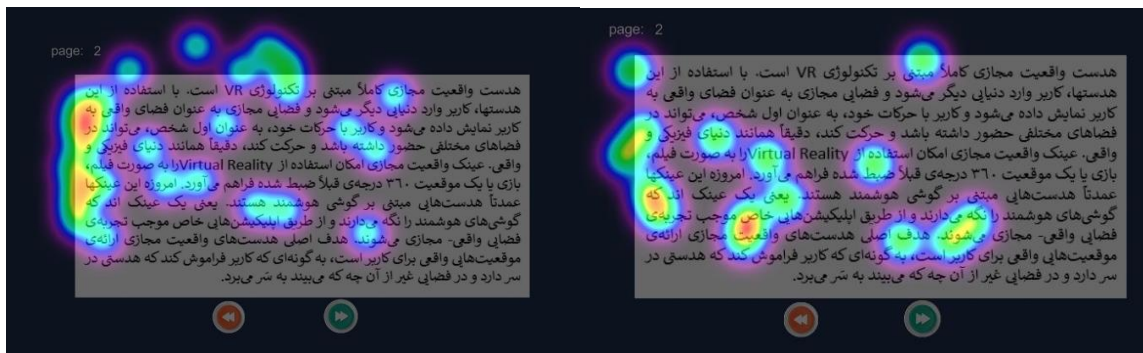 page: 2
هدست واقعیت مجازی کاملاً مبتنی بر تکنولوژی VR است. با استفاده از این
هدستها، کاربر وارد دنیایی دیگر می‌شود و فضایی مجازی به عنوان فضای واقعی به
کاربر نمایش داده می‌شود و کاربر با حرکات خود، به عنوان اول شخص، می‌تواند در
فضاهای مختلفی حضور داشته باشد و حرکت کند، دقیقاً همانند دنیای فیزیکی و
واقعی. عینک واقعیت مجازی امکان استفاده از Virtual Realityرا به صورت فیلم،
بازی یا یک موقعیت ٣٦٠ درجه‌ی قبلاً ضبط شده فراهم می‌آورد. امروزه این عینکها
عمدتاً هدست‌هایی مبتنی بر گوشی هوشمند هستند. یعنی یک عینک اند که
گوشی‌های هوشمند را نگه می‌دارند و از طریق اپلیکیشن‌هایی خاص موجب تجربه‌ی
فضایی واقعی- مجازی می‌شوند. هدف اصلی هدست‌های واقعیت مجازی ارائه‌ی
موقعیت‌هایی واقعی برای کاربر است، به گونه‌ای که کاربر فراموش کند که هدستی در
سر دارد و در فضایی غیر از آن چه که می‌بیند به سَر می‌برد.
page: 2
هدست واقعیت مجازی کاملاً مبتنی بر تکنولوژی VR است. با استفاده از این
هدستها، کاربر وارد دنیایی دیگر می‌شود و فضایی مجازی به عنوان فضای واقعی به
کاربر نمایش داده می‌شود و کاربر با حرکات خود، به عنوان اول شخص، می‌تواند در
فضاهای مختلفی حضور داشته باشد و حرکت کند، دقیقاً همانند دنیای فیزیکی و
واقعی. عینک واقعیت مجازی امکان استفاده از Virtual Realityرا به صورت فیلم،
بازی یا یک موقعیت ٣٦٠ درجه‌ی قبلاً ضبط شده فراهم می‌آورد. امروزه این عینکها
عمدتاً هدست‌هایی مبتنی بر گوشی هوشمند هستند. یعنی یک عینک اند که
گوشی‌های هوشمند را نگه می‌دارند و از طریق اپلیکیشن‌هایی خاص موجب تجربه‌ی
فضایی واقعی- مجازی می‌شوند. هدف اصلی هدست‌های واقعیت مجازی ارائه‌ی
موقعیت‌هایی واقعی برای کاربر است، به گونه‌ای که کاربر فراموش کند که هدستی در
سر دارد و در فضایی غیر از آن چه که می‌بیند به سَر می‌برد.